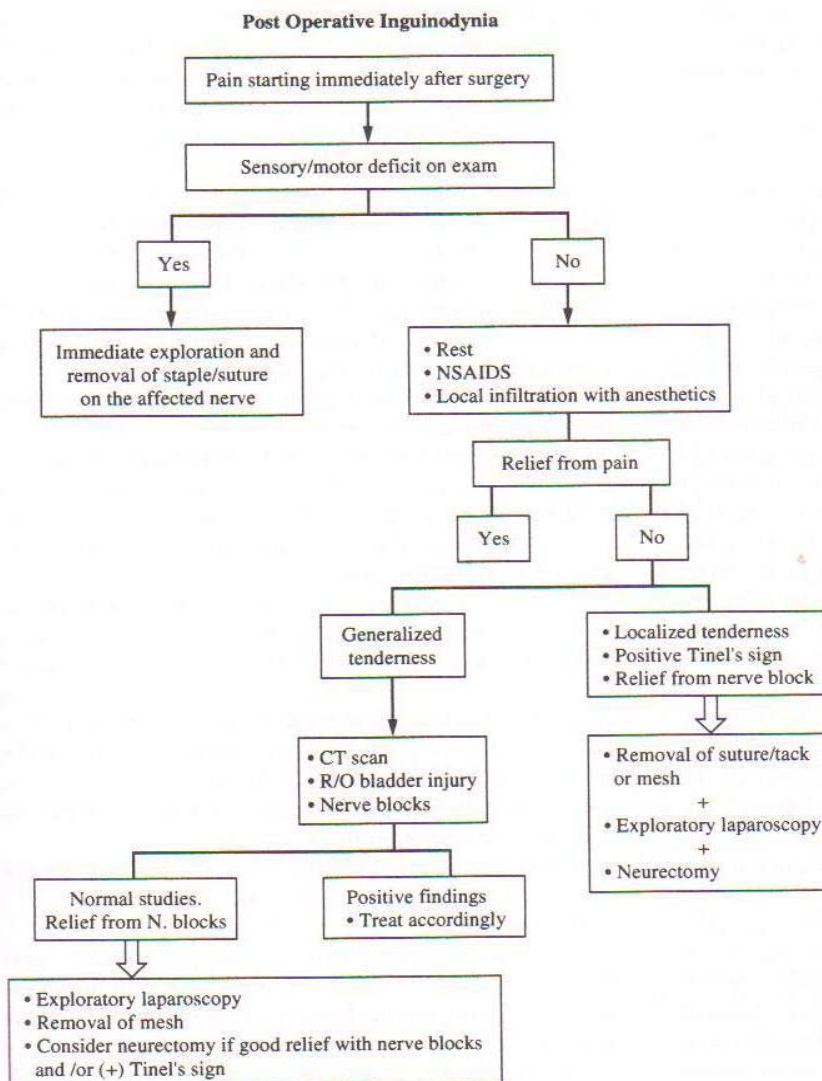 Post Operative Inguinodynia
Pain starting immediately after surgery
Sensory/motor deficit on exam
Yes
No
Immediate exploration and
removal of staple/suture
on the affected nerve
• Rest
• NSAIDS
• Local infiltration with anesthetics
Relief from pain
Yes
No
Generalized
tenderness
• Localized tenderness
• Positive Tinel's sign
• Relief from nerve block
• CT scan
• R/O bladder injury
• Nerve blocks
• Removal of suture/tack
or mesh
+
• Exploratory laparoscopy
+
• Neurectomy
Normal studies.
Relief from N. blocks
Positive findings
• Treat accordingly
• Exploratory laparoscopy
• Removal of mesh
• Consider neurectomy if good relief with nerve blocks
and /or (+) Tinel's sign